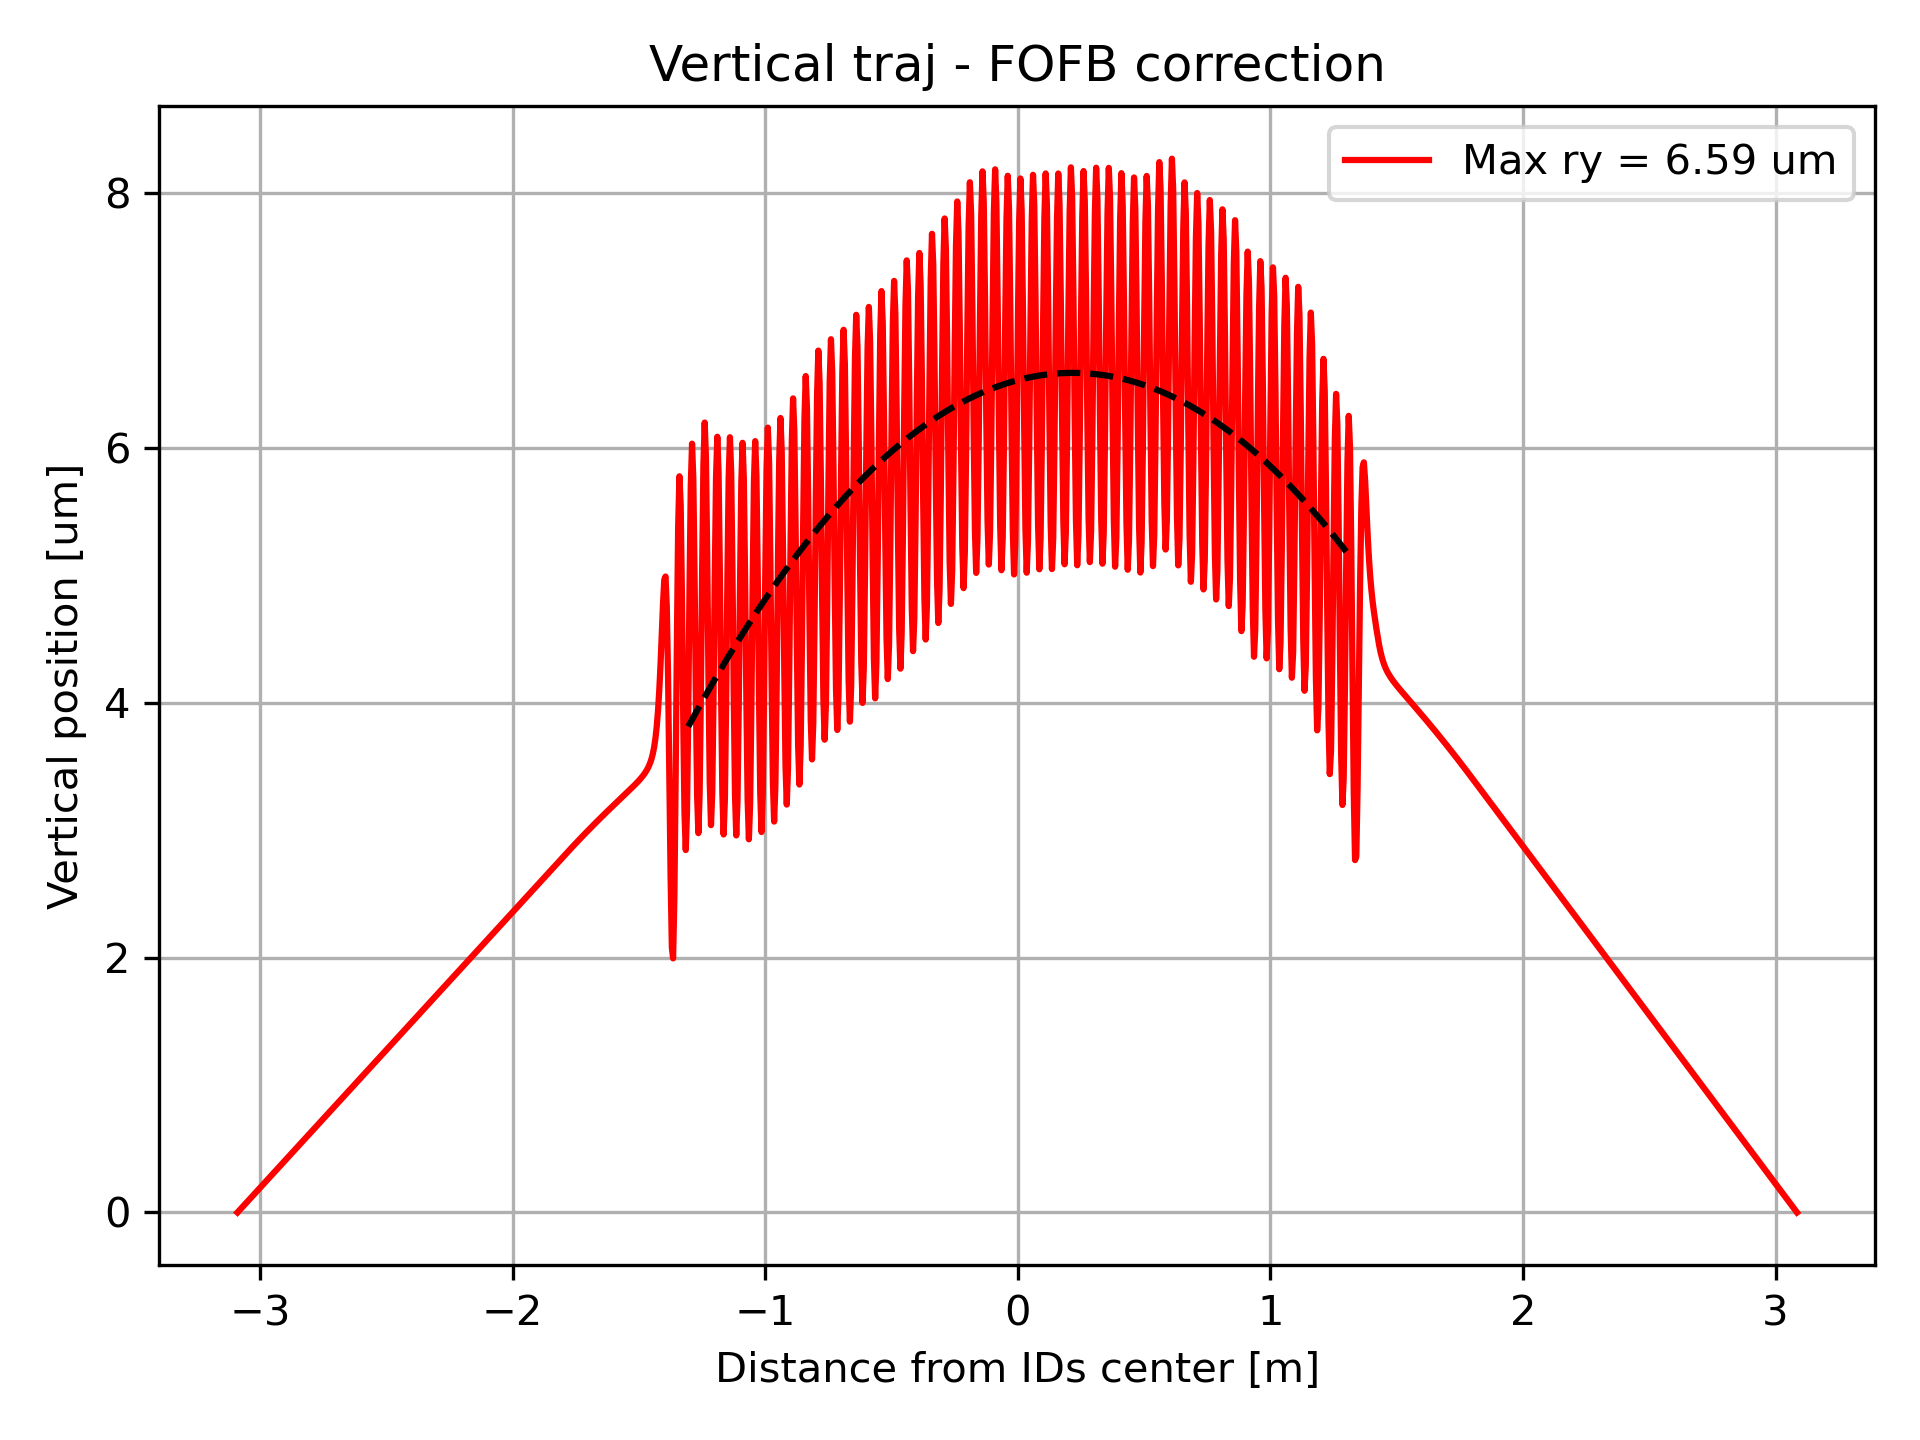 Vertical traj - FOFB correction
Max ry = 6.59 um
Vertical position [um]
8
6
4
2
0
−3 −2 −1 0 1 2 3
Distance from IDs center [m]